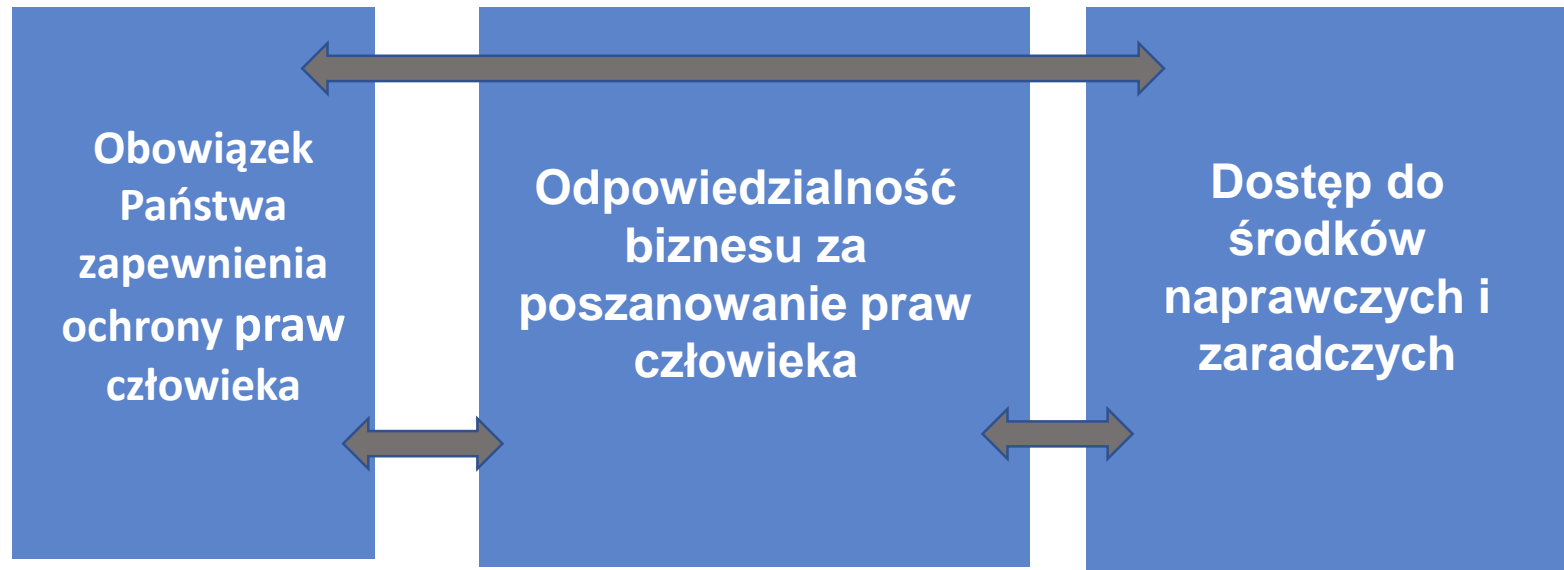 Obowiązek
Państwa
zapewnienia
ochrony praw
człowieka
Odpowiedzialność
biznesu za
poszanowanie praw
człowieka
Dostęp do
środków
naprawczych i
zaradczych